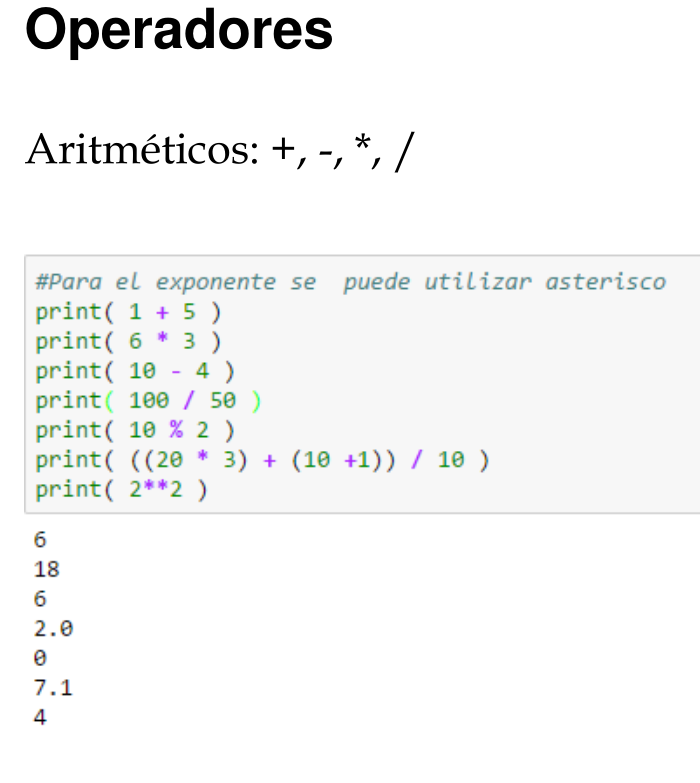 Operadores
Aritméticos: +, -, *, /
#Para el exponente se  puede utilizar asterisco
print( 1 + 5 )
print( 6 * 3 )
print( 10 - 4 )
print( 100 / 50 )
print( 10 % 2 )
print( ((20 * 3) + (10 +1)) / 10 )
print( 2**2 )
6
18
6
2.0
0
7.1
4